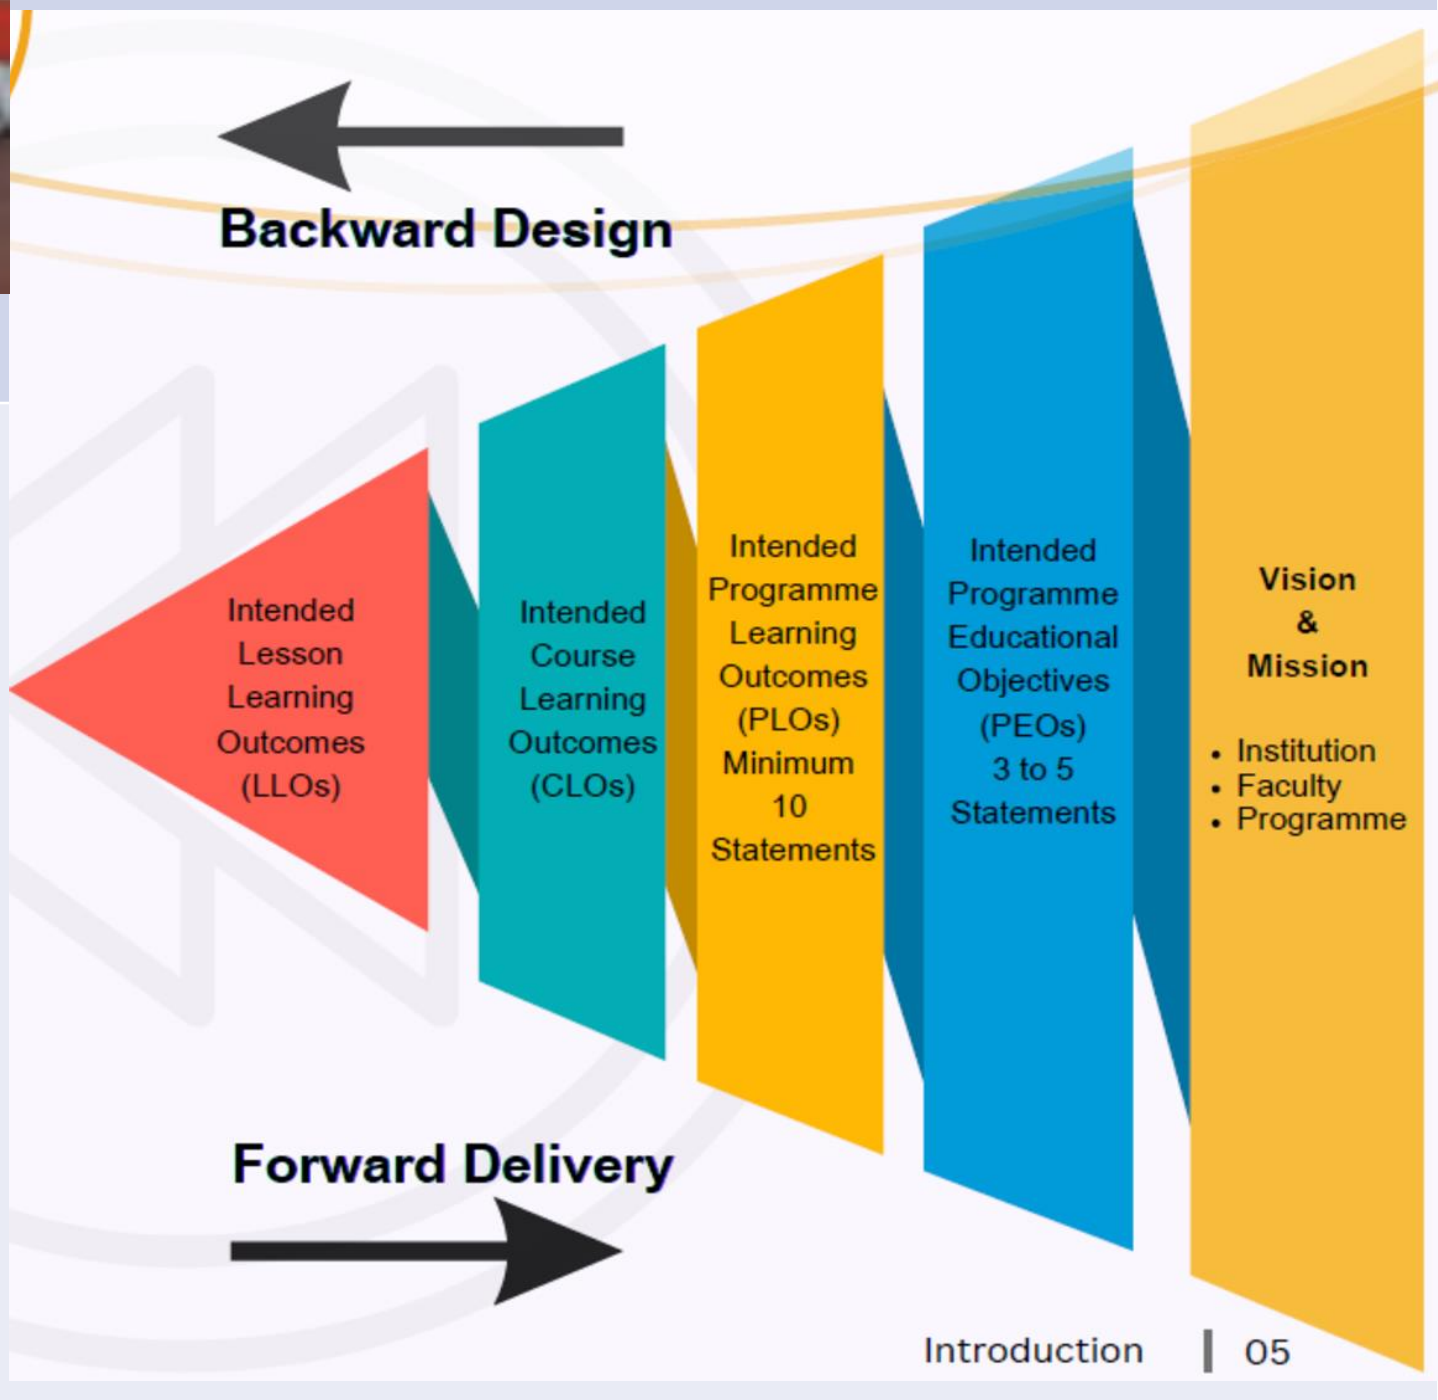 Backward Design
Intended
Lesson
Learning
Outcomes
(LLOs)
Intended
Course
Learning
Outcomes
(CLOs)
Intended
Programme
Learning
Outcomes
(PLOs)
Minimum
10
Statements
Intended
Programme
Educational
Objectives
(PEOs)
3 to 5
Statements
Vision
&
Mission
• Institution
• Faculty
• Programme
Forward Delivery
Introduction | 05